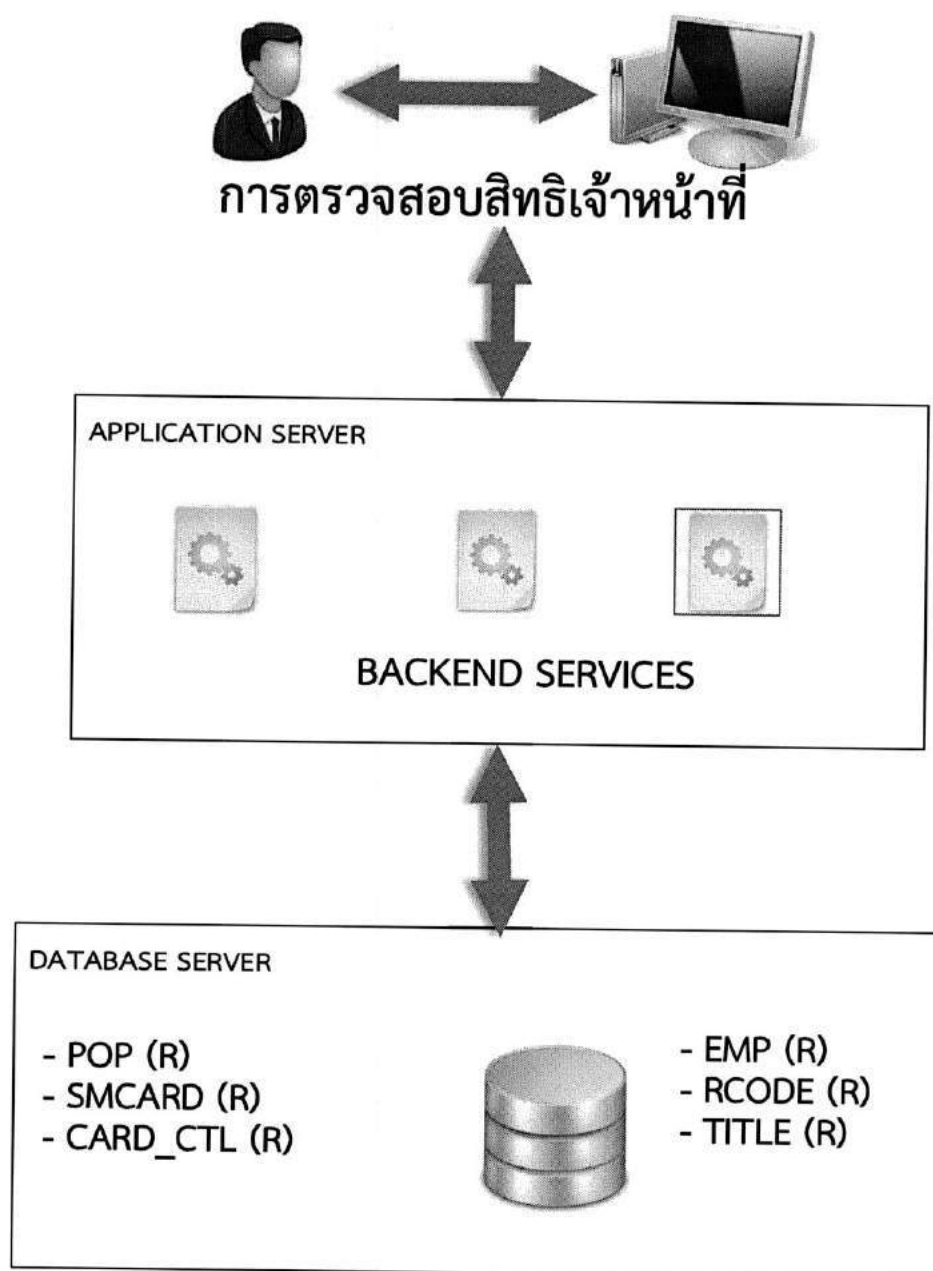 การตรวจสอบสิทธิเจ้าหน้าที่
APPLICATION SERVER
BACKEND SERVICES
DATABASE SERVER
- POP (R)
- SMCARD (R)
- CARD_CTL (R)
- EMP (R)
- RCODE (R)
- TITLE (R)